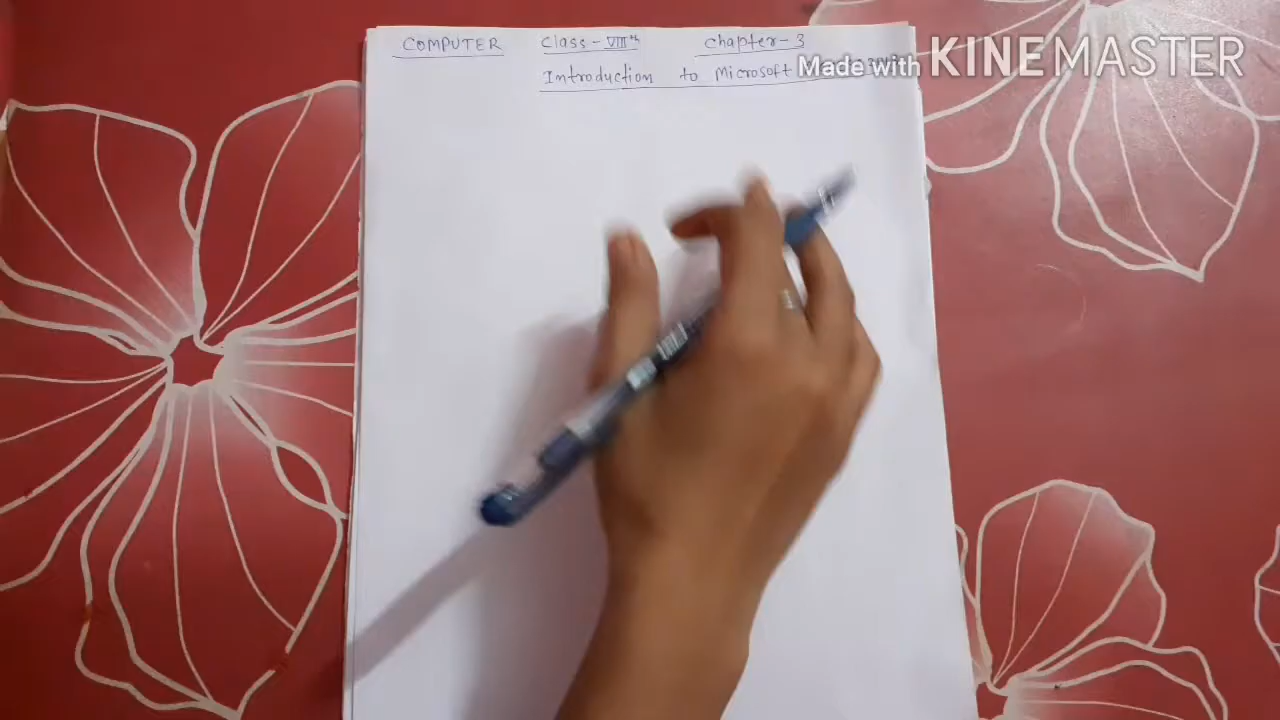 COMPUTER Class-VIIIth Chapter-3
Introduction to Microsoft
Made with KINEMASTER